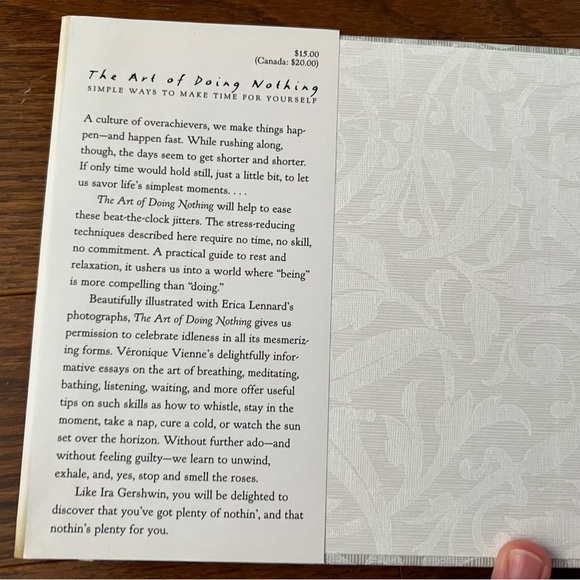 $15.00
(Canada: $20.00)
The Art of Doing Nothing
SIMPLE WAYS TO MAKE TIME FOR YOURSELF
A culture of overachievers, we make things hap-
pen—and happen fast. While rushing along,
though, the days seem to get shorter and shorter.
If only time would hold still, just a little bit, to let
us savor life's simplest moments. . . .
The Art of Doing Nothing will help to ease
these beat-the-clock jitters. The stress-reducing
techniques described here require no time, no skill,
no commitment. A practical guide to rest and
relaxation, it ushers us into a world where "being"
is more compelling than "doing."
Beautifully illustrated with Erica Lennard's
photographs, The Art of Doing Nothing gives us
permission to celebrate idleness in all its mesmeriz-
ing forms. Véronique Vienne's delightfully infor-
mative essays on the art of breathing, meditating,
bathing, listening, waiting, and more offer useful
tips on such skills as how to whistle, stay in the
moment, take a nap, cure a cold, or watch the sun
set over the horizon. Without further ado—and
without feeling guilty—we learn to unwind,
exhale, and, yes, stop and smell the roses.
Like Ira Gershwin, you will be delighted to
discover that you've got plenty of nothin', and that
nothin's plenty for you.